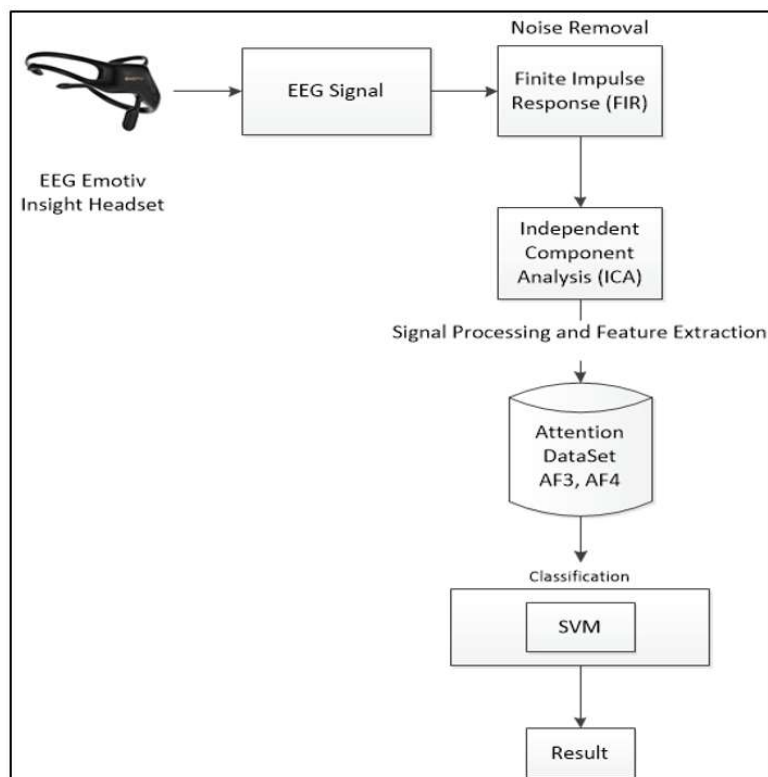 Noise Removal
EEG Signal
Finite Impulse
Response (FIR)
EEG Emotiv
Insight Headset
Independent
Component
Analysis (ICA)
Signal Processing and Feature Extraction
Attention
DataSet
AF3, AF4
Classification
SVM
Result